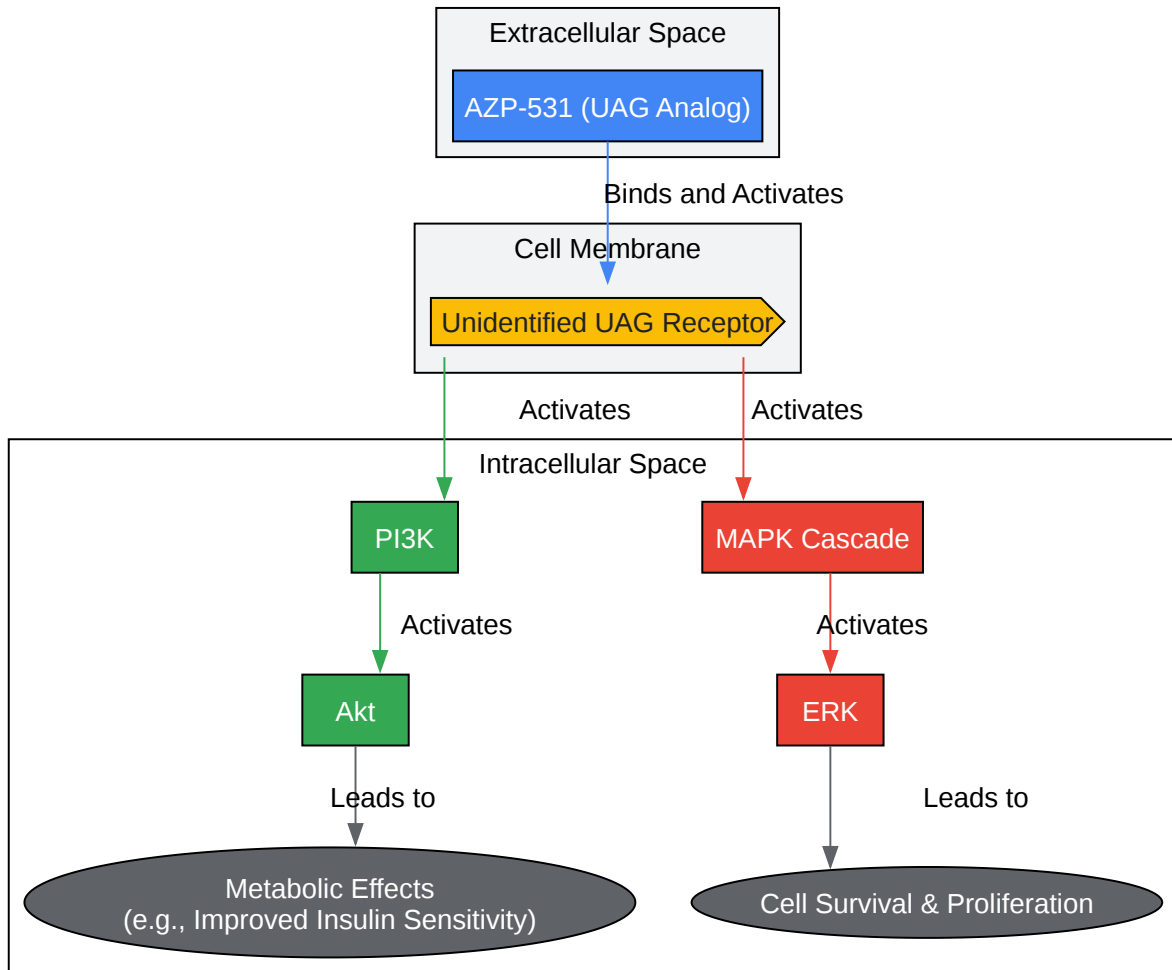 Extracellular Space
AZP-531 (UAG Analog)
Binds and Activates
Cell Membrane
Unidentified UAG Receptor
Activates
Activates
Intracellular Space
PI3K
MAPK Cascade
Activates
Activates
Akt
ERK
Leads to
Leads to
Metabolic Effects
(e.g., Improved Insulin Sensitivity)
Cell Survival & Proliferation